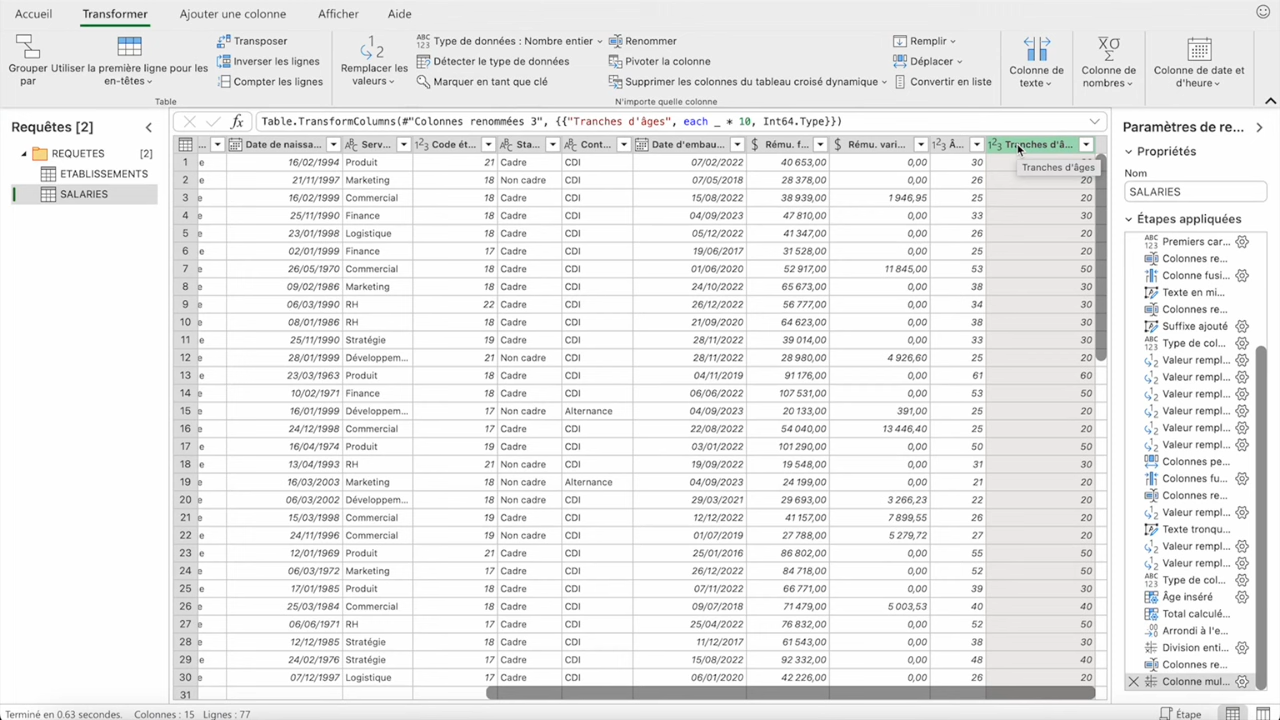 Accueil Transformer Ajouter une colonne Afficher Aide
Grouper par
Utiliser la première ligne pour les en-têtes
Transposer
Inverser les lignes
Compter les lignes
Table
Remplacer les valeurs
Type de données : Nombre entier
Détecter le type de données
Marquer en tant que clé
Renommer
Pivoter la colonne
Supprimer les colonnes du tableau croisé dynamique
Remplir
Déplacer
Convertir en liste
N'importe quelle colonne
Colonne de texte
Colonne de nombres
Colonne de date et d'heure
Requêtes [2]
REQUETES [2]
ETABLISSEMENTS
SALARIES
Table.TransformColumns(#"Colonnes renommées 3", {{"Tranches d'âges", each _ * 10, Int64.Type}})
... Date de naissa... Serv... Code ét... Sta... Cont... Date d'embau... Rému. f... Rému. vari... Â... Tranches d'â...
Tranches d'âges
1 e 16/02/1994 Produit 21 Cadre CDI 07/02/2022 40 653,00 0,00 30
2 e 21/11/1997 Marketing 18 Non cadre CDI 07/05/2018 28 378,00 0,00 26 20
3 e 16/02/1999 Commercial 18 Cadre CDI 15/08/2022 38 939,00 1 946,95 25 20
4 e 25/11/1990 Finance 18 Cadre CDI 04/09/2023 47 810,00 0,00 33 30
5 e 23/01/1998 Logistique 18 Cadre CDI 05/12/2022 41 347,00 0,00 26 20
6 e 02/01/1999 Finance 17 Cadre CDI 19/06/2017 31 528,00 0,00 25 20
7 e 26/05/1970 Commercial 18 Cadre CDI 01/06/2020 52 917,00 11 845,00 53 50
8 e 09/02/1986 Marketing 18 Cadre CDI 24/10/2022 65 673,00 0,00 38 30
9 e 06/03/1990 RH 22 Cadre CDI 26/12/2022 56 777,00 0,00 34 30
10 e 08/01/1986 RH 18 Cadre CDI 21/09/2020 64 623,00 0,00 38 30
11 e 25/11/1990 Stratégie 19 Cadre CDI 28/11/2022 39 014,00 0,00 33 30
12 e 28/01/1999 Développem... 21 Non cadre CDI 28/11/2022 28 980,00 4 926,60 25 20
13 e 23/03/1963 Produit 18 Cadre CDI 04/11/2019 91 176,00 0,00 61 60
14 e 10/02/1971 Finance 18 Cadre CDI 06/06/2022 107 531,00 0,00 53 50
15 e 16/01/1999 Développem... 17 Non cadre Alternance 04/09/2023 20 133,00 391,00 25 20
16 e 24/12/1998 Commercial 17 Cadre CDI 22/08/2022 54 040,00 13 446,40 25 20
17 e 16/04/1974 Produit 19 Cadre CDI 03/01/2022 101 290,00 0,00 50 50
18 e 13/04/1993 RH 21 Non cadre CDI 19/09/2022 19 548,00 0,00 31 30
19 e 16/03/2003 Marketing 18 Non cadre Alternance 04/09/2023 24 199,00 0,00 21 20
20 e 06/03/2002 Développem... 18 Non cadre CDI 29/03/2021 29 693,00 3 266,23 22 20
21 e 15/03/1998 Commercial 19 Cadre CDI 12/12/2022 41 157,00 7 899,55 26 20
22 e 24/11/1996 Commercial 19 Non cadre CDI 01/07/2019 27 788,00 5 279,72 27 20
23 e 12/01/1969 Produit 21 Cadre CDI 25/01/2016 86 802,00 0,00 55 50
24 e 06/03/1972 Marketing 17 Cadre CDI 26/12/2022 84 718,00 0,00 52 50
25 e 17/01/1985 Produit 18 Cadre CDI 07/11/2022 66 771,00 0,00 39 30
26 e 25/03/1984 Commercial 18 Cadre CDI 09/07/2018 71 479,00 5 003,53 40 40
27 e 06/06/1971 RH 17 Cadre CDI 25/04/2022 76 832,00 0,00 52 50
28 e 12/12/1985 Stratégie 18 Cadre CDI 11/12/2017 61 543,00 0,00 38 30
29 e 24/02/1976 Stratégie 17 Cadre CDI 15/08/2022 92 332,00 0,00 48 40
30 e 07/12/1997 Logistique 17 Cadre CDI 06/01/2020 42 226,00 0,00 26 20
31
Paramètres de re...
Propriétés
Nom
SALARIES
Étapes appliquées
Premiers car...
Colonnes re...
Colonne fusi...
Texte en mi...
Colonnes re...
Suffixe ajouté
Type de col...
Valeur rempl...
Valeur rempl...
Valeur rempl...
Valeur rempl...
Valeur rempl...
Valeur rempl...
Colonnes pe...
Colonnes fu...
Colonnes re...
Valeur rempl...
Texte tronqu...
Valeur rempl...
Valeur rempl...
Type de col...
Âge inséré
Total calculé...
Arrondi à l'e...
Division enti...
Colonnes re...
Colonne mul...
Terminé en 0.63 secondes. Colonnes : 15 Lignes : 77
Étape